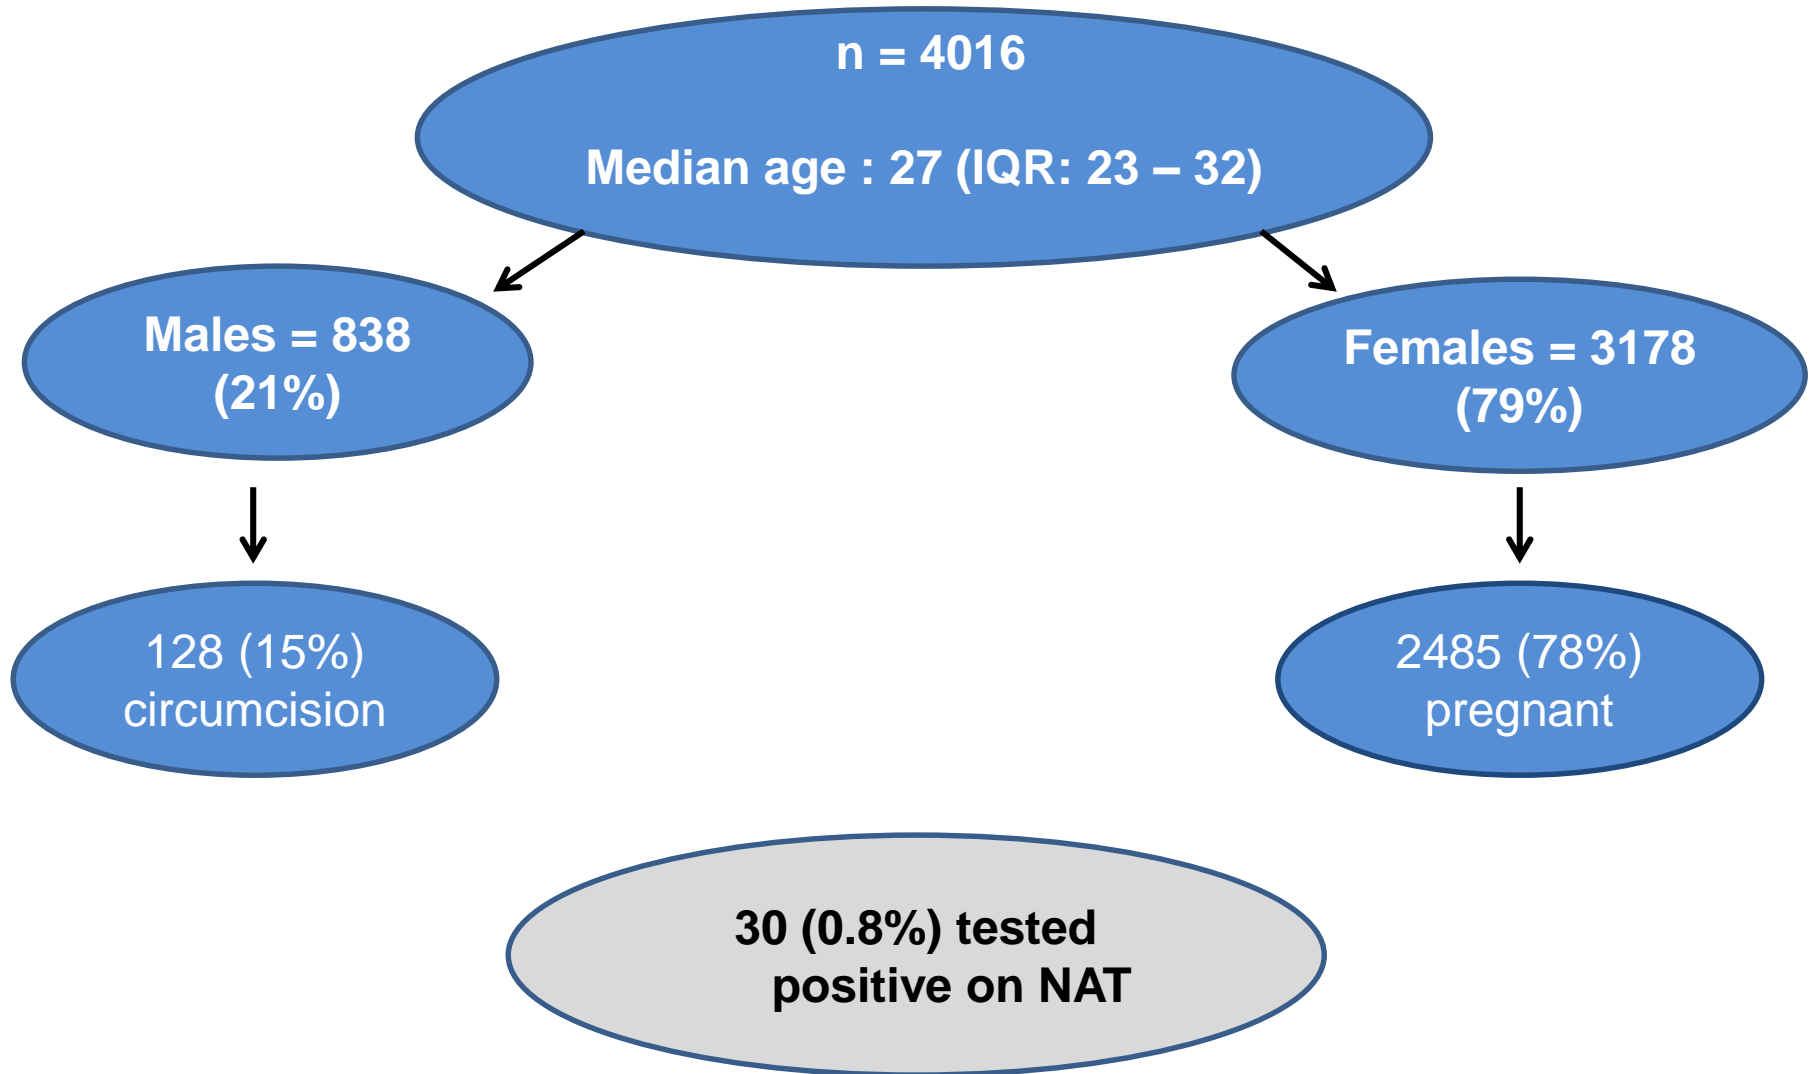 n = 4016
Median age : 27 (IQR: 23 – 32)
Males = 838
(21%)
Females = 3178
(79%)
128 (15%)
circumcision
2485 (78%)
pregnant
30 (0.8%) tested
positive on NAT